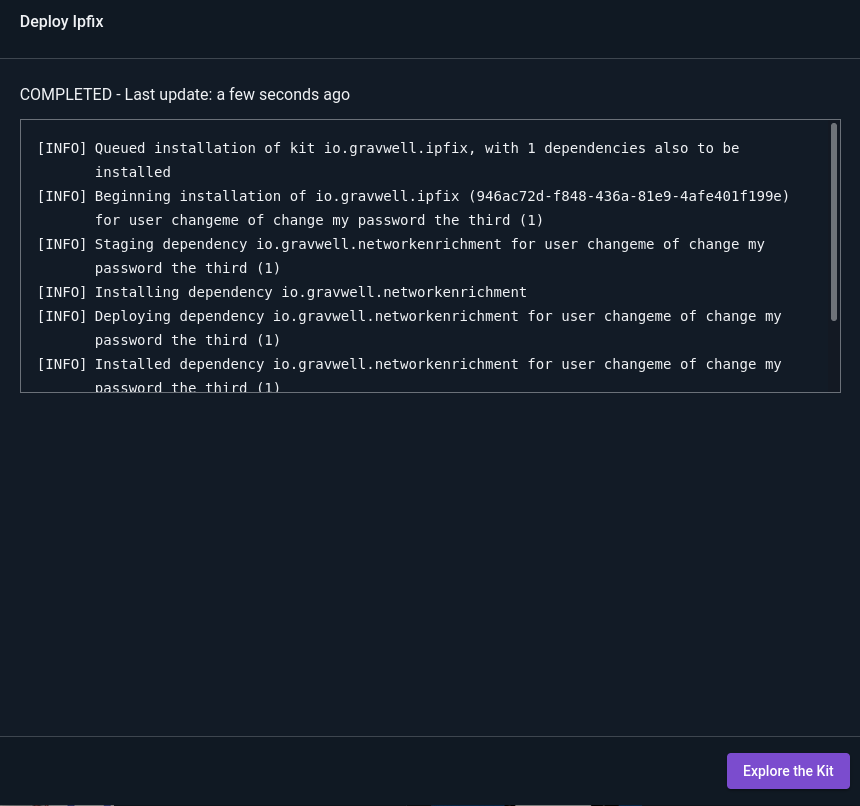 Deploy Ipfix
COMPLETED - Last update: a few seconds ago
[INFO] Queued installation of kit io.gravwell.ipfix, with 1 dependencies also to be
installed
[INFO] Beginning installation of io.gravwell.ipfix (946ac72d-f848-436a-81e9-4afe401f199e)
for user changeme of change my password the third (1)
[INFO] Staging dependency io.gravwell.networkenrichment for user changeme of change my
password the third (1)
[INFO] Installing dependency io.gravwell.networkenrichment
[INFO] Deploying dependency io.gravwell.networkenrichment for user changeme of change my
password the third (1)
[INFO] Installed dependency io.gravwell.networkenrichment for user changeme of change my
password the third (1)
Explore the Kit